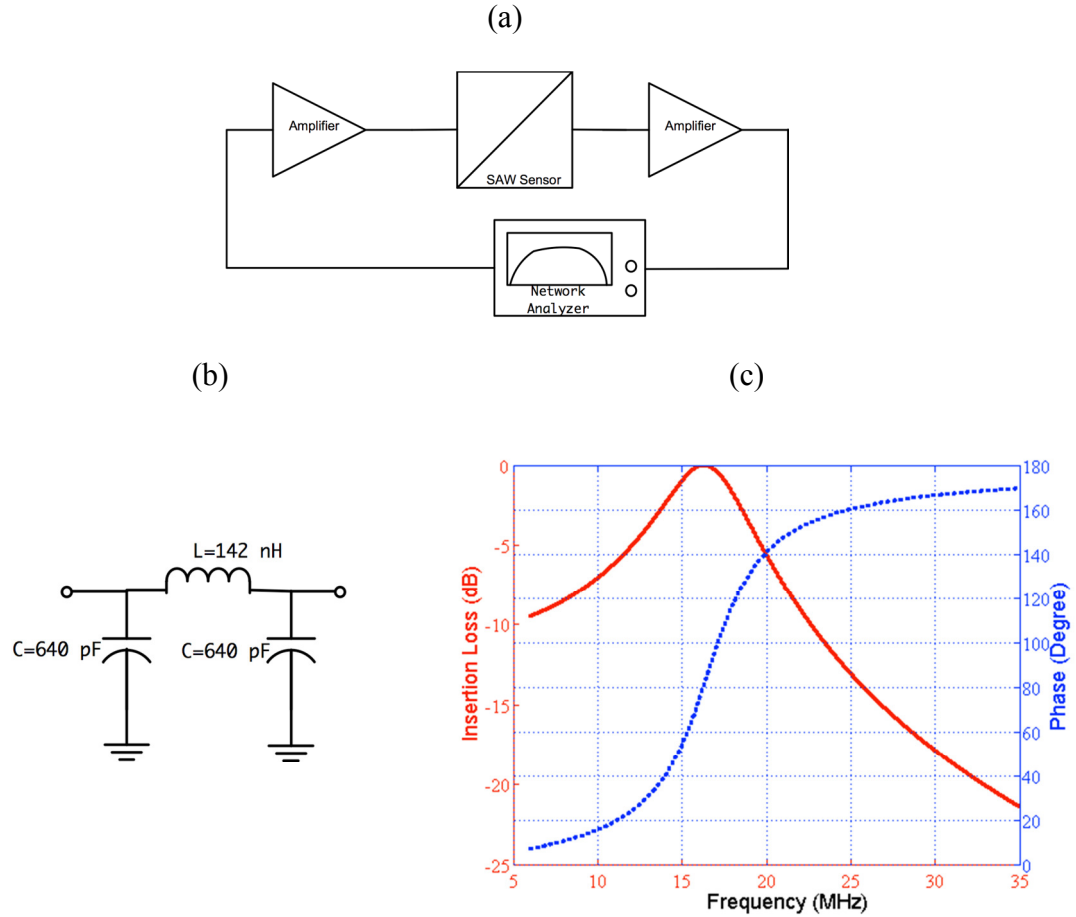 (a)
Amplifier
Amplifier
SAW Sensor
Network
Analyzer
(b)
(c)
L=142 nH
C=640 pF
C=640 pF
0
-5
-10
-15
-20
-25
Insertion Loss (dB)
180
160
140
120
100
80
60
40
20
0
Phase (Degree)
5
10
15
20
25
30
35
Frequency (MHz)